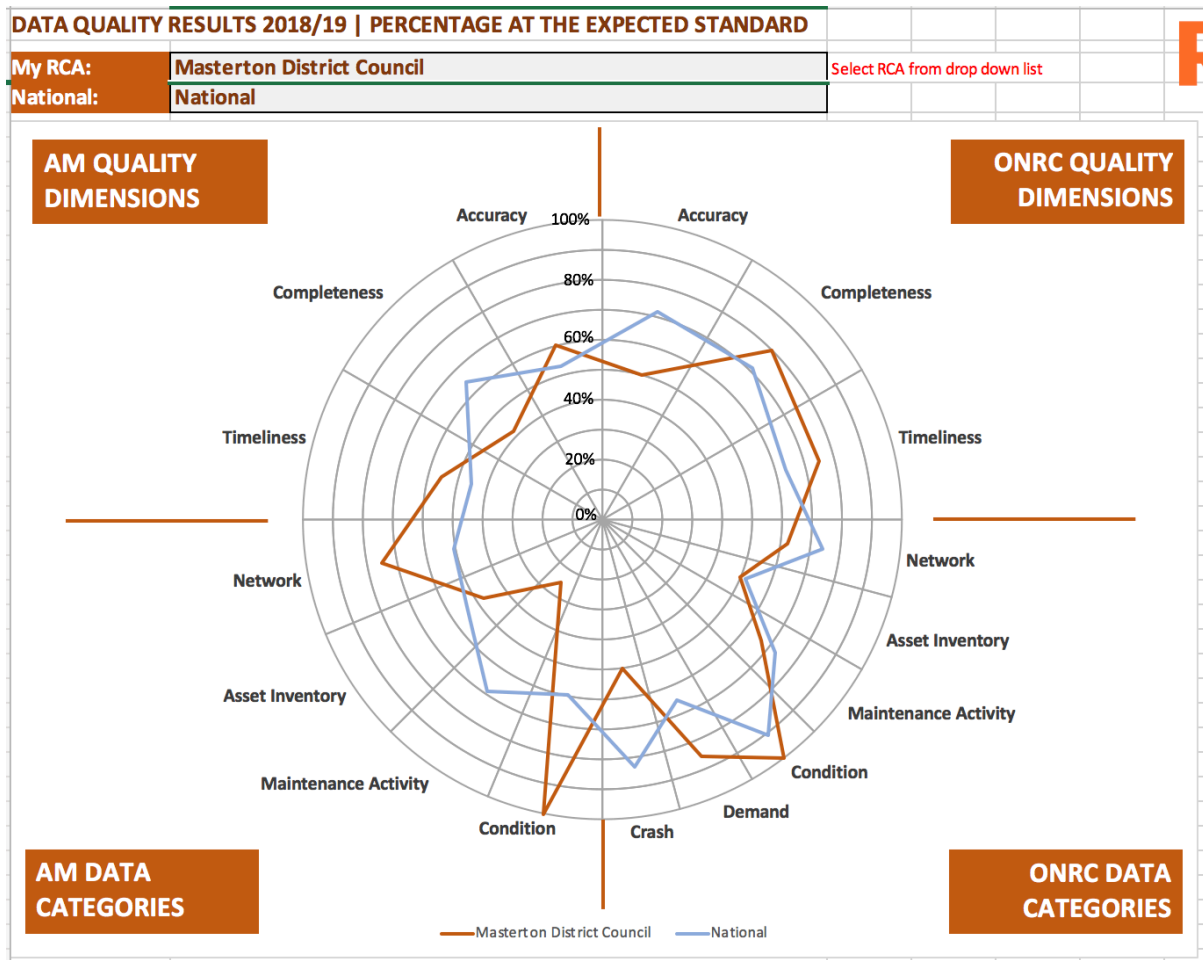 DATA QUALITY RESULTS 2018/19 | PERCENTAGE AT THE EXPECTED STANDARD
My RCA:
Masterton District Council
Select RCA from drop down list
National:
National
AM QUALITY
DIMENSIONS
ONRC QUALITY
DIMENSIONS
Accuracy
100%
Accuracy
80%
Completeness
Completeness
60%
40%
Timeliness
Timeliness
20%
0%
Network
Network
Asset Inventory
Asset Inventory
Maintenance Activity
Maintenance Activity
Condition
Condition
Demand
Crash
AM DATA
CATEGORIES
ONRC DATA
CATEGORIES
Masterton District Council
National